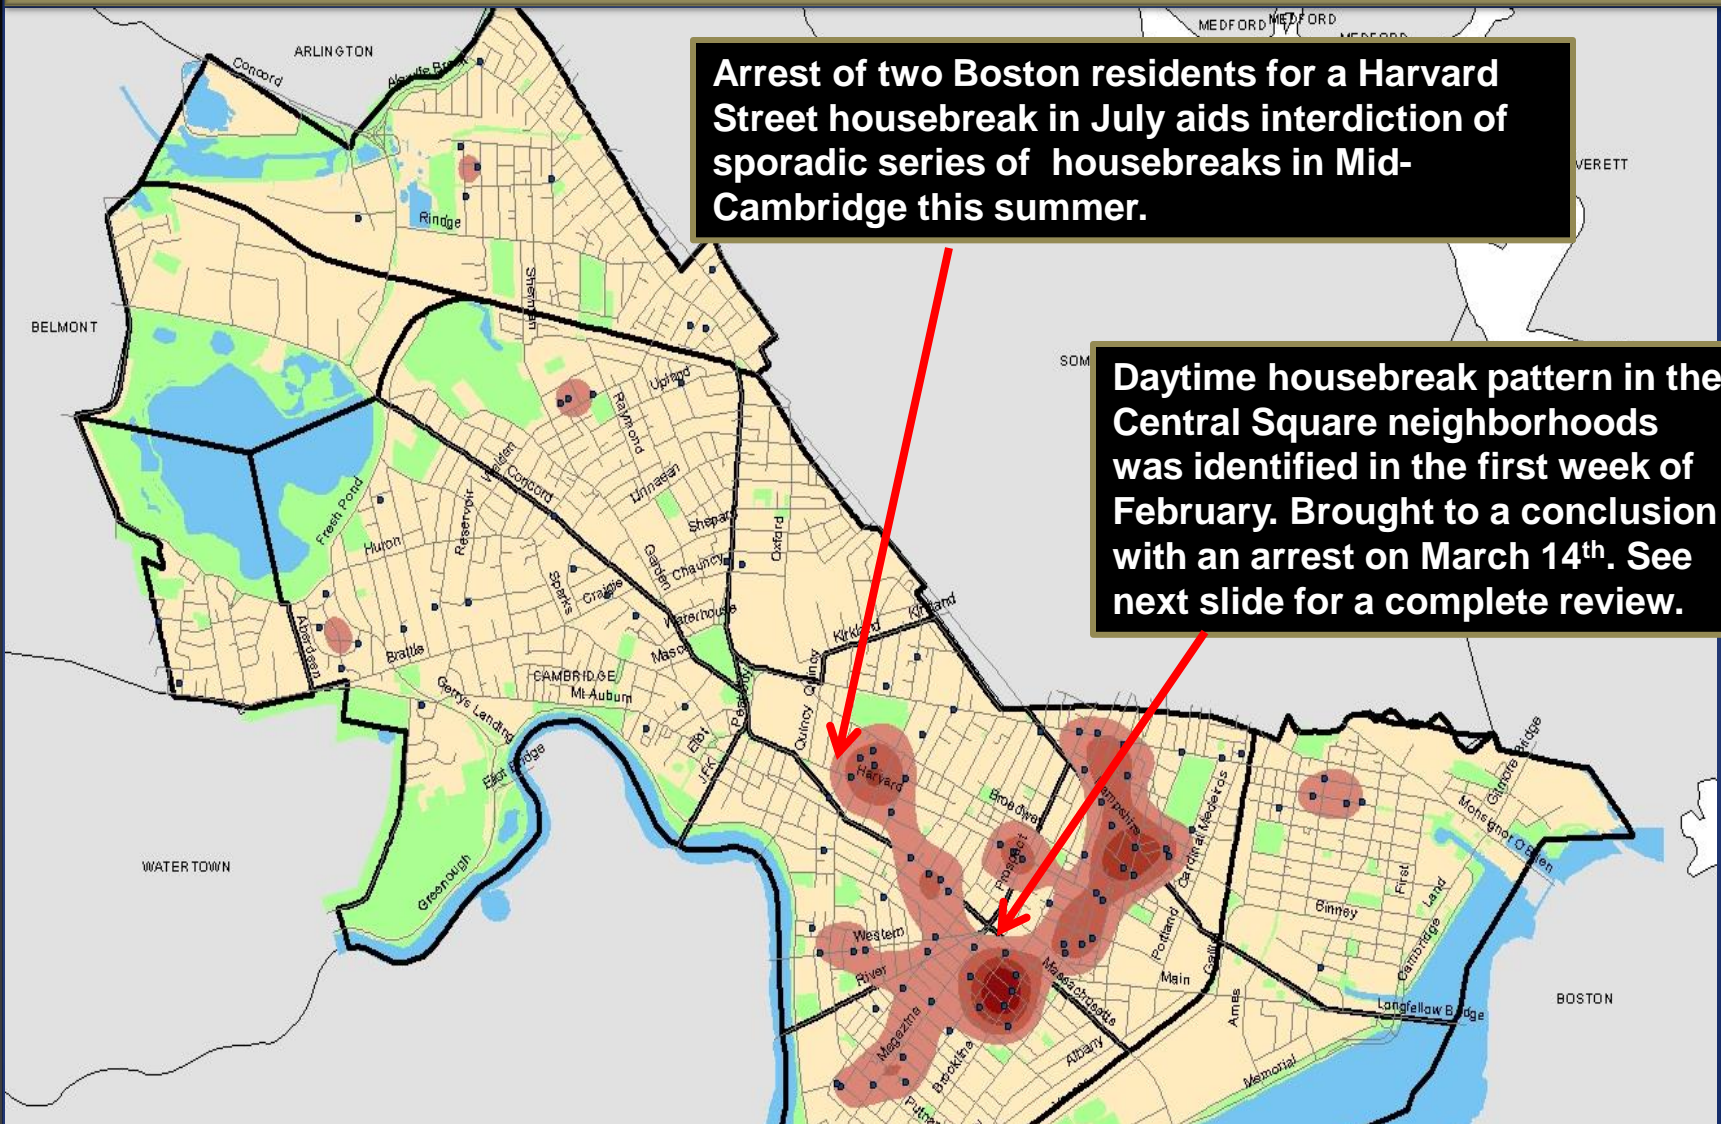 MEDFORD
MEDFORD
ARLINGTON
Concord
Arrest of two Boston residents for a Harvard
Street housebreak in July aids interdiction of
sporadic series of housebreaks in Mid-
Cambridge this summer.
Rindge
Sherman
BELMONT
Daytime housebreak pattern in the
Central Square neighborhoods
was identified in the first week of
February. Brought to a conclusion
with an arrest on March 14th. See
next slide for a complete review.
Upland
Raymond
Walden
Concord
Linnaean
Fresh Pond
Reservoir
Shepard
Oxford
Huron
Garden
Chauncy
Sparks
Craigie
Waterhouse
Kirkland
Kirkland
Aberdeen
Brattle
Mason
Quincy
Quincy
CAMBRIDGE
Mt Auburn
Gerrys Landing
Eliot
JFK
Eliot Bridge
Harvard
Gilmore Bridge
Broadway
Cardinal Medeiros
Monsignor O'Brien
WATERTOWN
Greenough
Prospect
First
Land
Binney
Western
Portland
Cambridge
River
Massachusetts
Main
Ames
BOSTON
Magazine
Albany
Brookline
Memorial